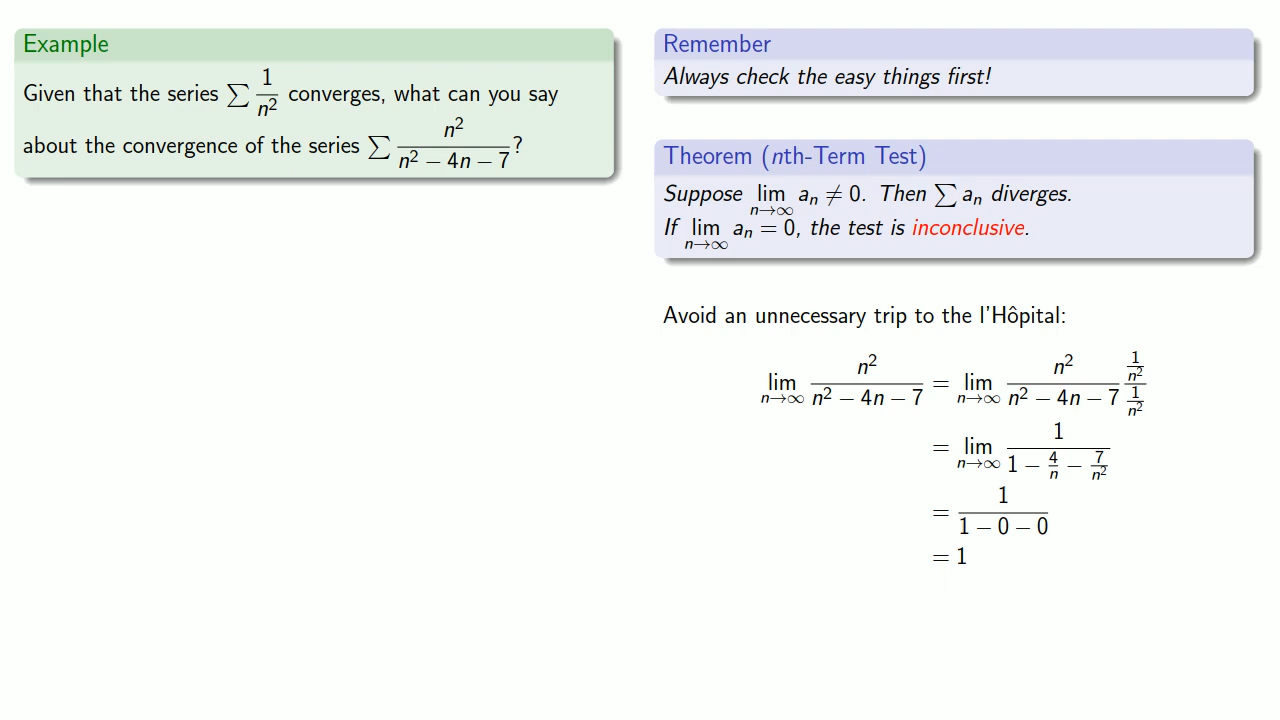 Example
Given that the series ∑ 1/n² converges, what can you say
about the convergence of the series ∑ n²/(n² − 4n − 7)?
Remember
Always check the easy things first!
Theorem (nth-Term Test)
Suppose lim_{n→∞} aₙ ≠ 0. Then ∑ aₙ diverges.
If lim_{n→∞} aₙ = 0, the test is inconclusive.
Avoid an unnecessary trip to the l'Hôpital:
lim_{n→∞} n²/(n² − 4n − 7) = lim_{n→∞} n²/(n² − 4n − 7) (1/n²)/(1/n²)
= lim_{n→∞} 1/(1 − 4/n − 7/n²)
= 1/(1 − 0 − 0)
= 1